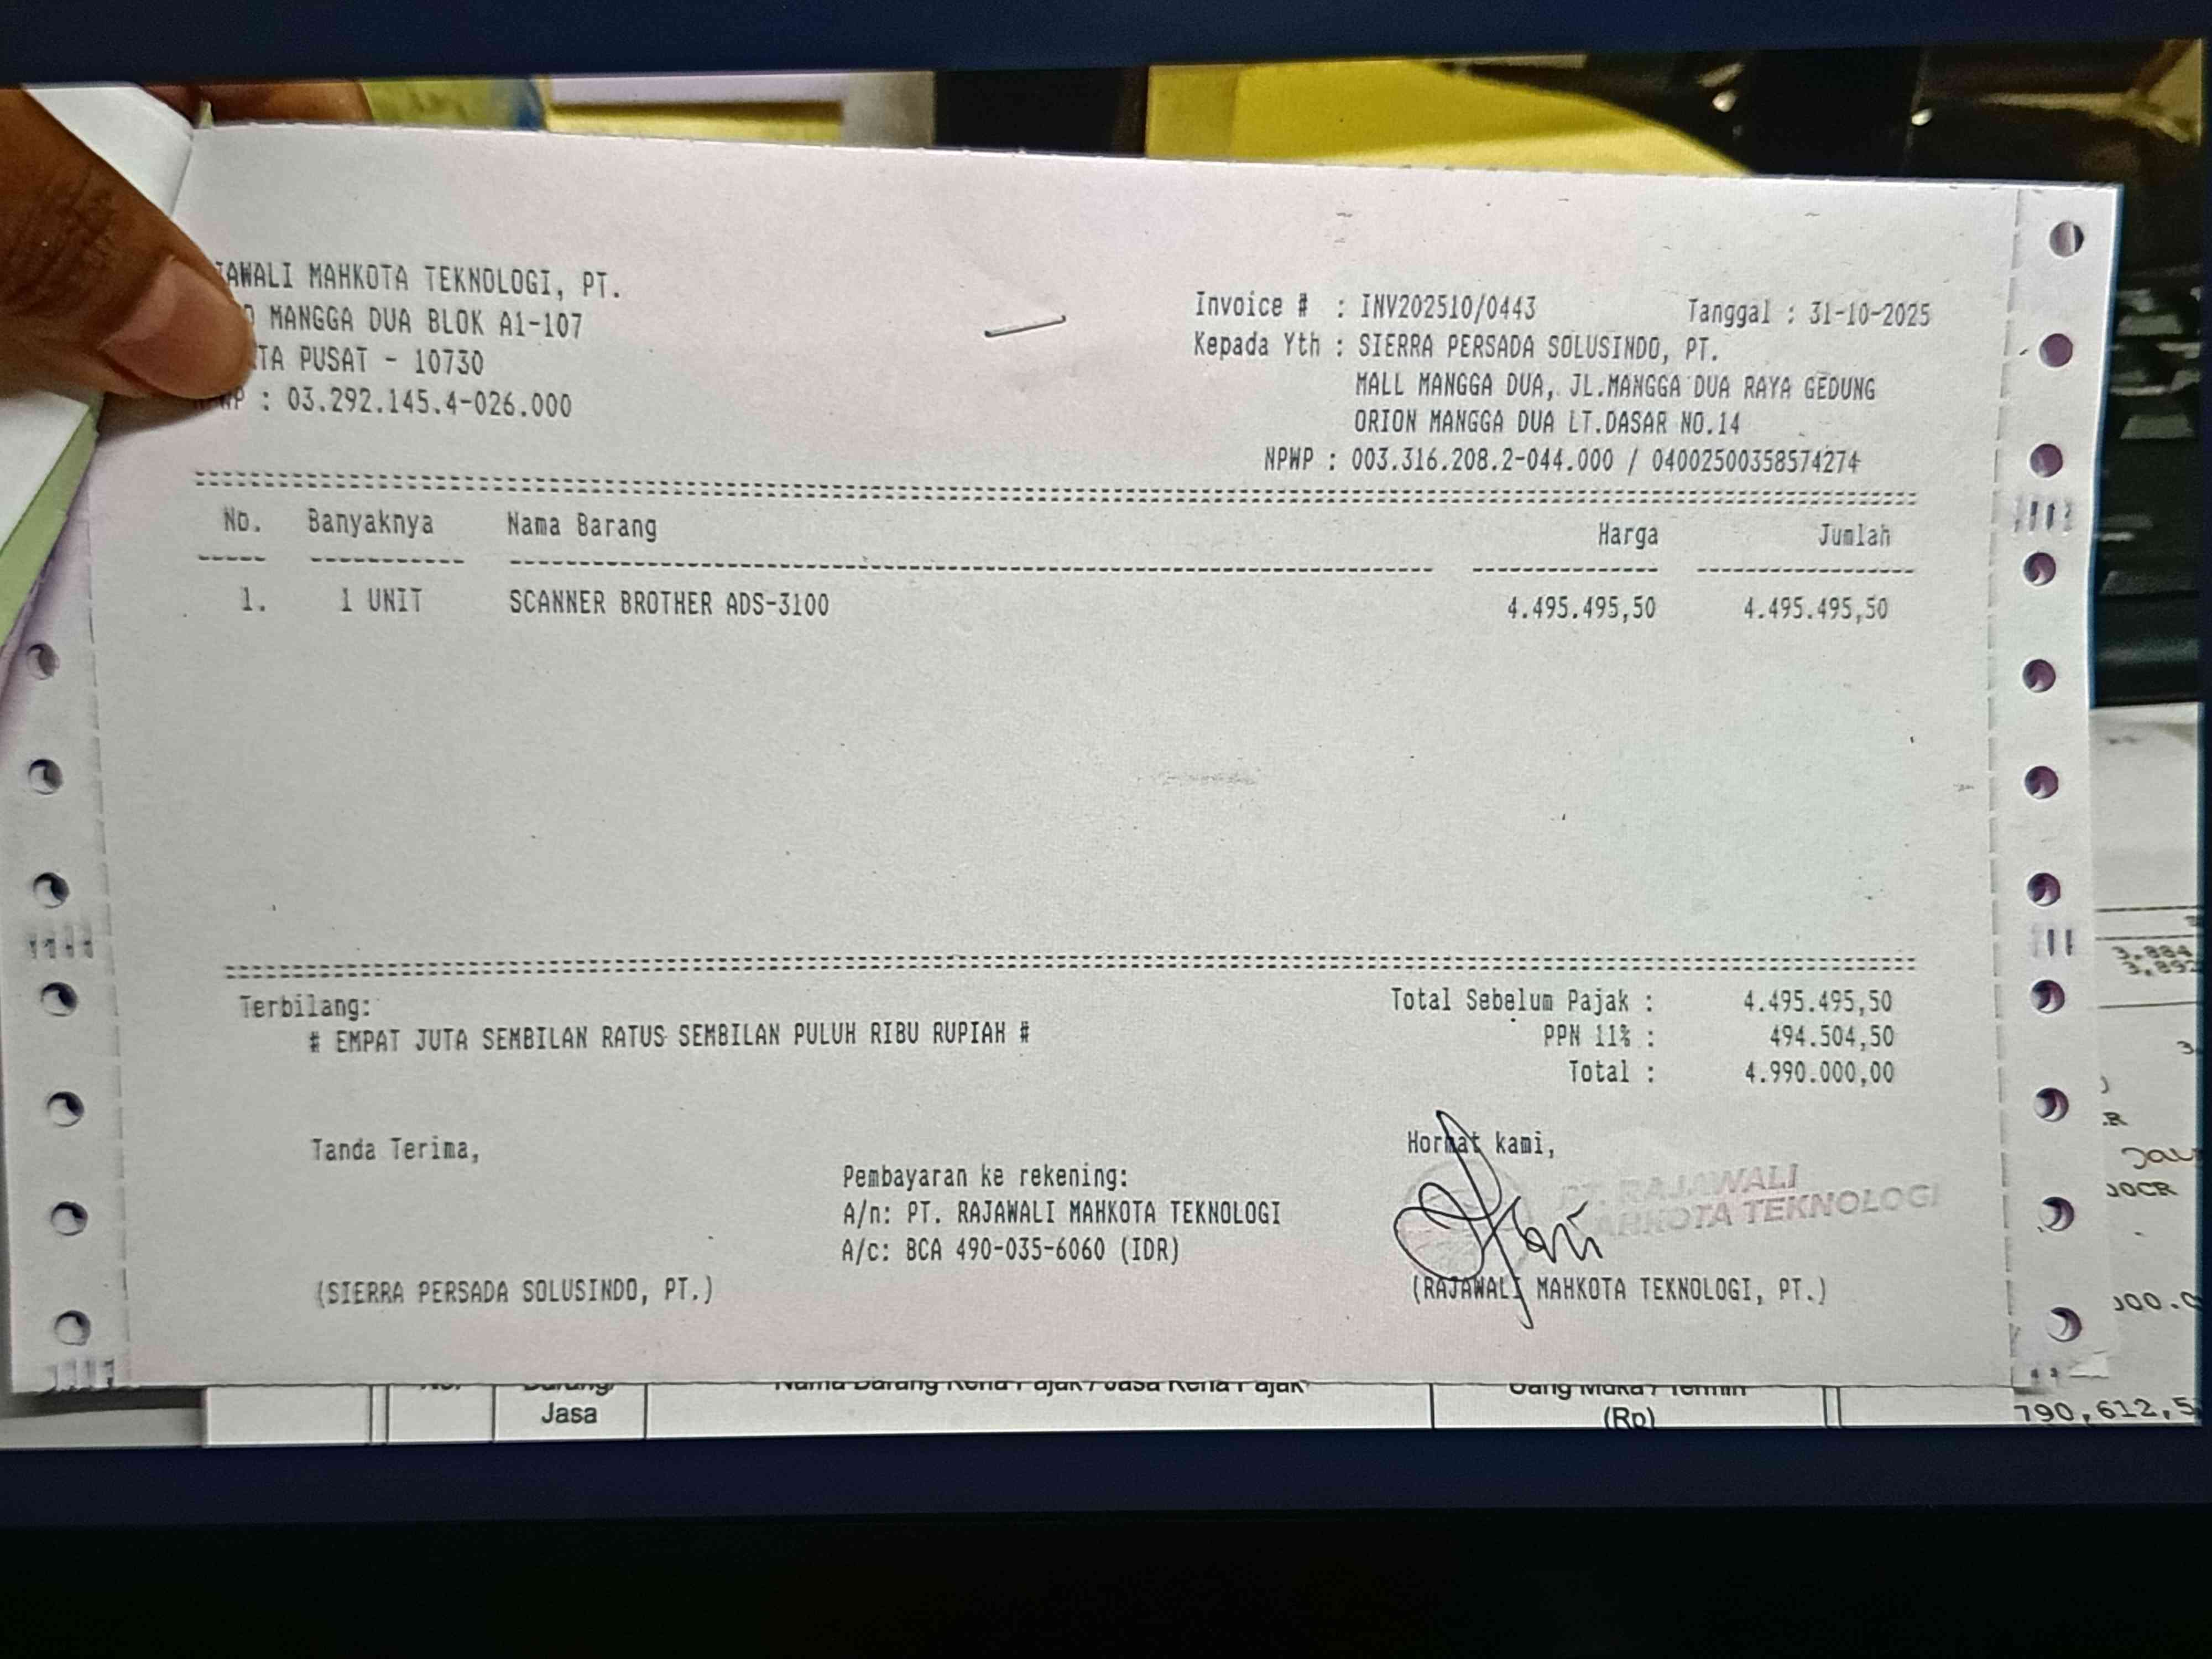 MAHKOTA TEKNOLOGI, PT.
MANGGA DUA BLOK A1-107
PUSAT - 10730
: 03.292.145.4-026.000
Invoice # : INV202510/0443 Tanggal : 31-10-2025
Kepada Yth : SIERRA PERSADA SOLUSINDO, PT.
MALL MANGGA DUA, JL.MANGGA DUA RAYA GEDUNG
ORION MANGGA DUA LT.DASAR NO.14
NPWP : 003.316.208.2-044.000 / 04002500358574274
No. Banyaknya Nama Barang Harga Jumlah
1. 1 UNIT SCANNER BROTHER ADS-3100 4.495.495,50 4.495.495,50
Terbilang:
# EMPAT JUTA SEMBILAN RATUS SEMBILAN PULUH RIBU RUPIAH #
Total Sebelum Pajak : 4.495.495,50
PPN 11% : 494.504,50
Total : 4.990.000,00
Tanda Terima,
(SIERRA PERSADA SOLUSINDO, PT.)
Pembayaran ke rekening:
A/n: PT. RAJAWALI MAHKOTA TEKNOLOGI
A/c: BCA 490-035-6060 (IDR)
Hormat kami,
PT. RAJAWALI
MAHKOTA TEKNOLOGI
(RAJAWALI MAHKOTA TEKNOLOGI, PT.)
Jasa
(Rp)